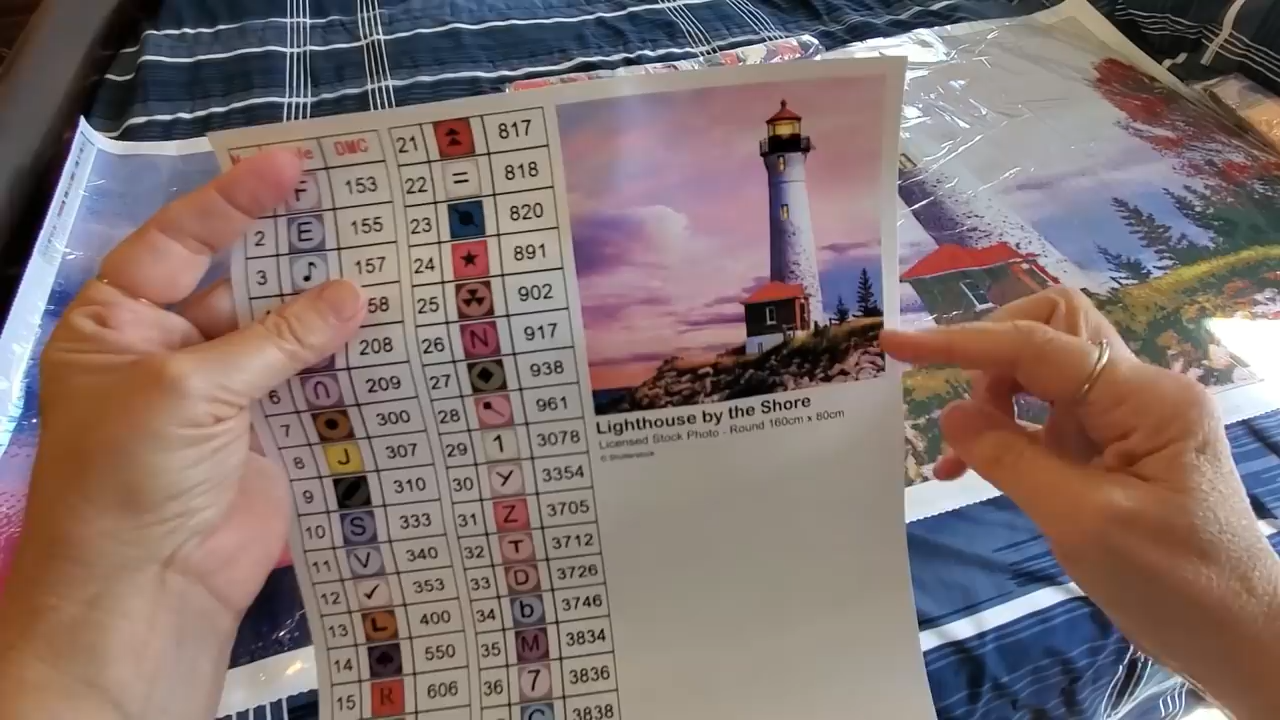 DMC
F 153
2 E 155
3 ♪ 157
58
208
6 ∩ 209
7 300
8 J 307
9 310
10 S 333
11 V 340
12 ✓ 353
13 L 400
14 ♠ 550
15 R 606
21 817
22 = 818
23 820
24 ★ 891
25 ☢ 902
26 N 917
27 ◆ 938
28 961
29 1 3078
30 Y 3354
31 Z 3705
32 T 3712
33 D 3726
34 b 3746
35 M 3834
36 7 3836
C 3838
Lighthouse by the Shore
Licensed Stock Photo - Round 160cm x 80cm
© Shutterstock